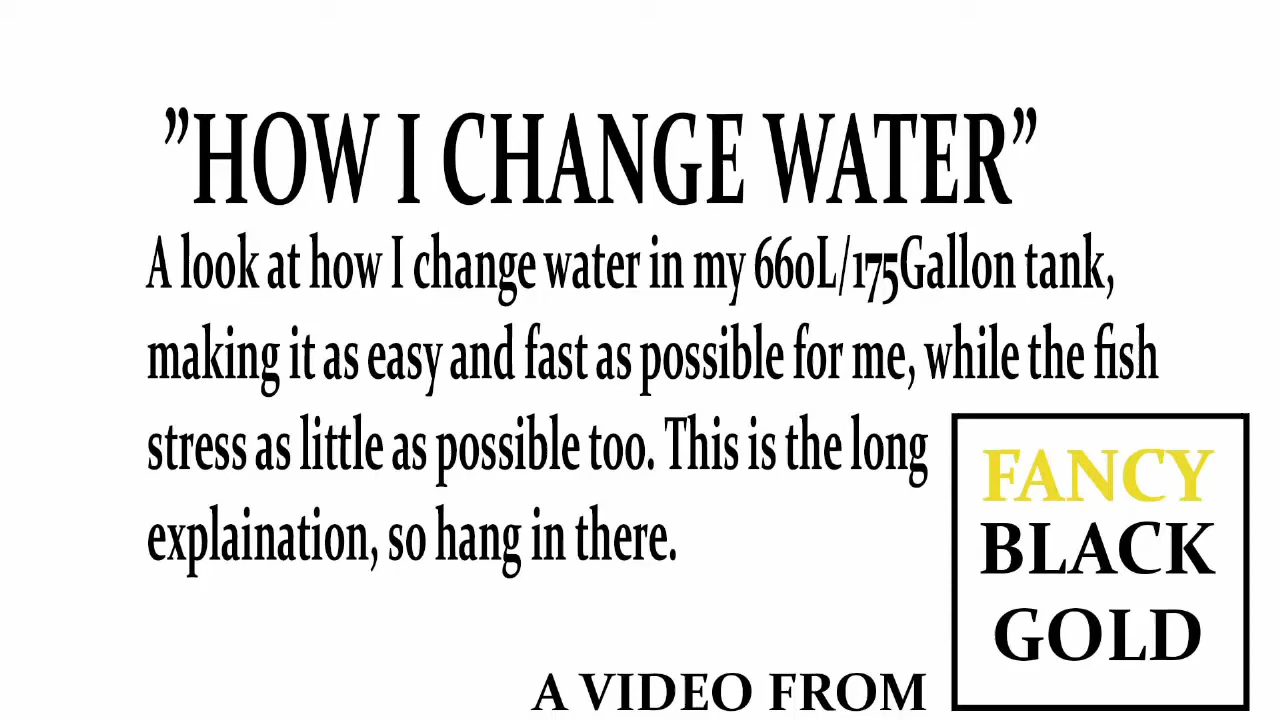 ”HOW I CHANGE WATER”
A look at how I change water in my 660L/175Gallon tank,
making it as easy and fast as possible for me, while the fish
stress as little as possible too. This is the long
explaination, so hang in there.
A VIDEO FROM
FANCY
BLACK
GOLD